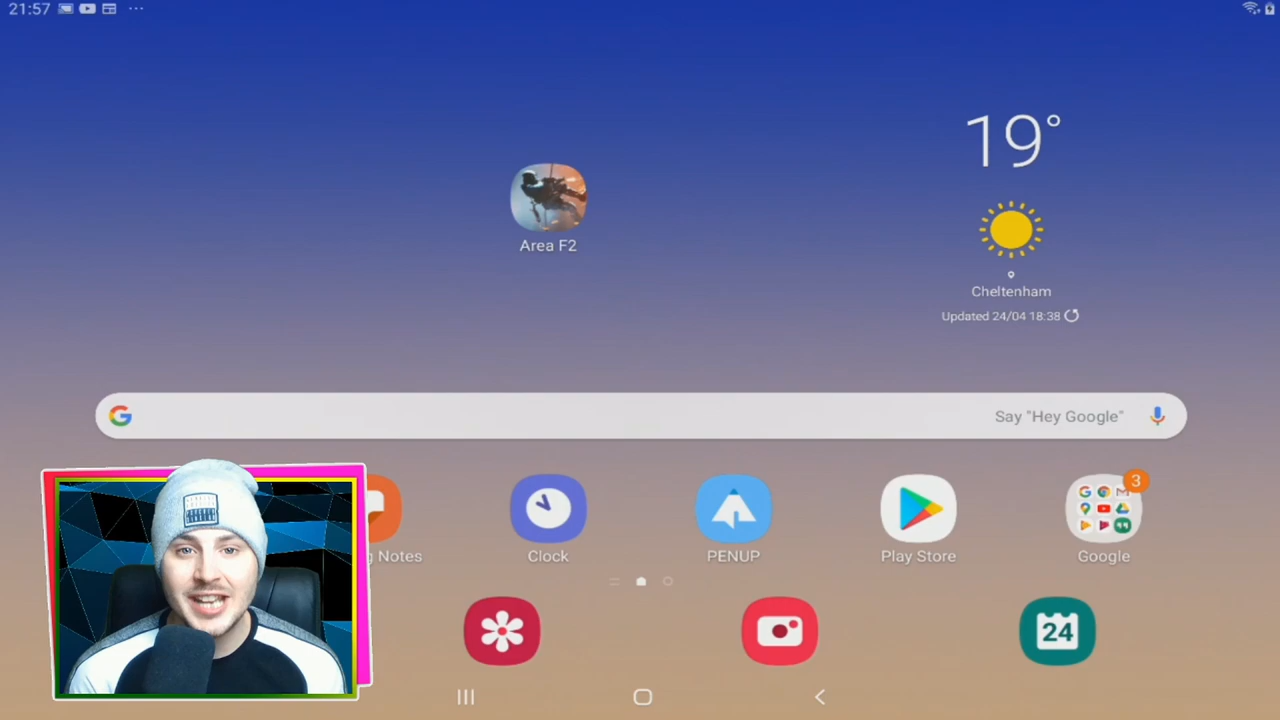 21:57
19°
Area F2
Cheltenham
Updated 24/04 18:38
Say "Hey Google"
3
g Notes
Clock
PENUP
Play Store
Google
24